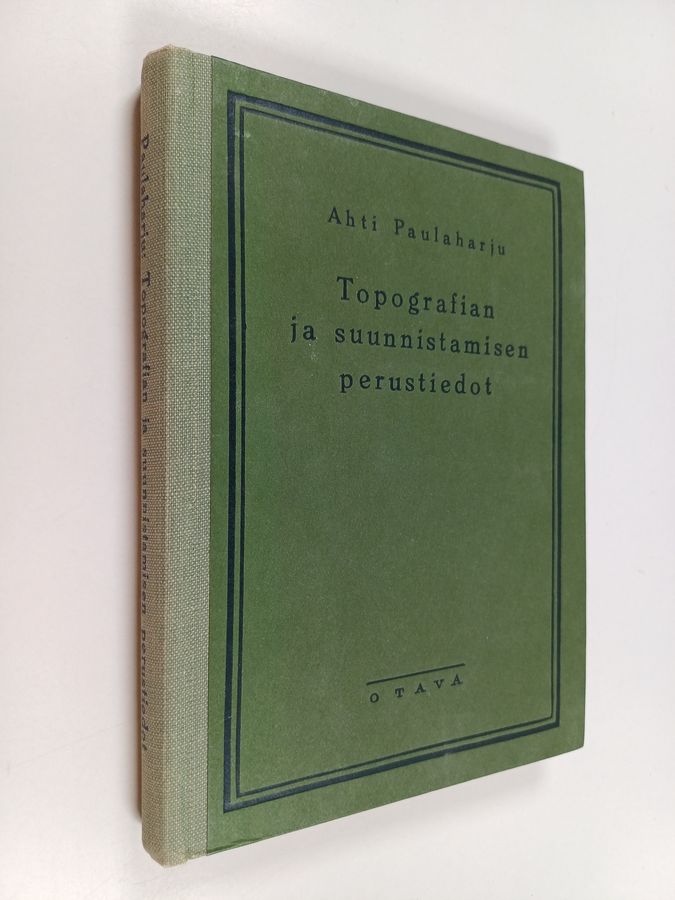 Ahti Paulaharju
Topografian
ja suunnistamisen
perustiedot
OTAVA
Paulaharju: Topografian ja suunnistamisen perustiedot